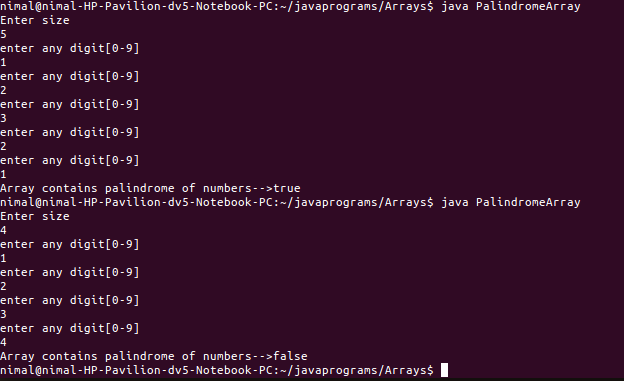 nimal@nimal-HP-Pavilion-dv5-Notebook-PC:~/javaprograms/Arrays$ java PalindromeArray
Enter size
5
enter any digit[0-9]
1
enter any digit[0-9]
2
enter any digit[0-9]
3
enter any digit[0-9]
2
enter any digit[0-9]
1
Array contains palindrome of numbers-->true
nimal@nimal-HP-Pavilion-dv5-Notebook-PC:~/javaprograms/Arrays$ java PalindromeArray
Enter size
4
enter any digit[0-9]
1
enter any digit[0-9]
2
enter any digit[0-9]
3
enter any digit[0-9]
4
Array contains palindrome of numbers-->false
nimal@nimal-HP-Pavilion-dv5-Notebook-PC:~/javaprograms/Arrays$